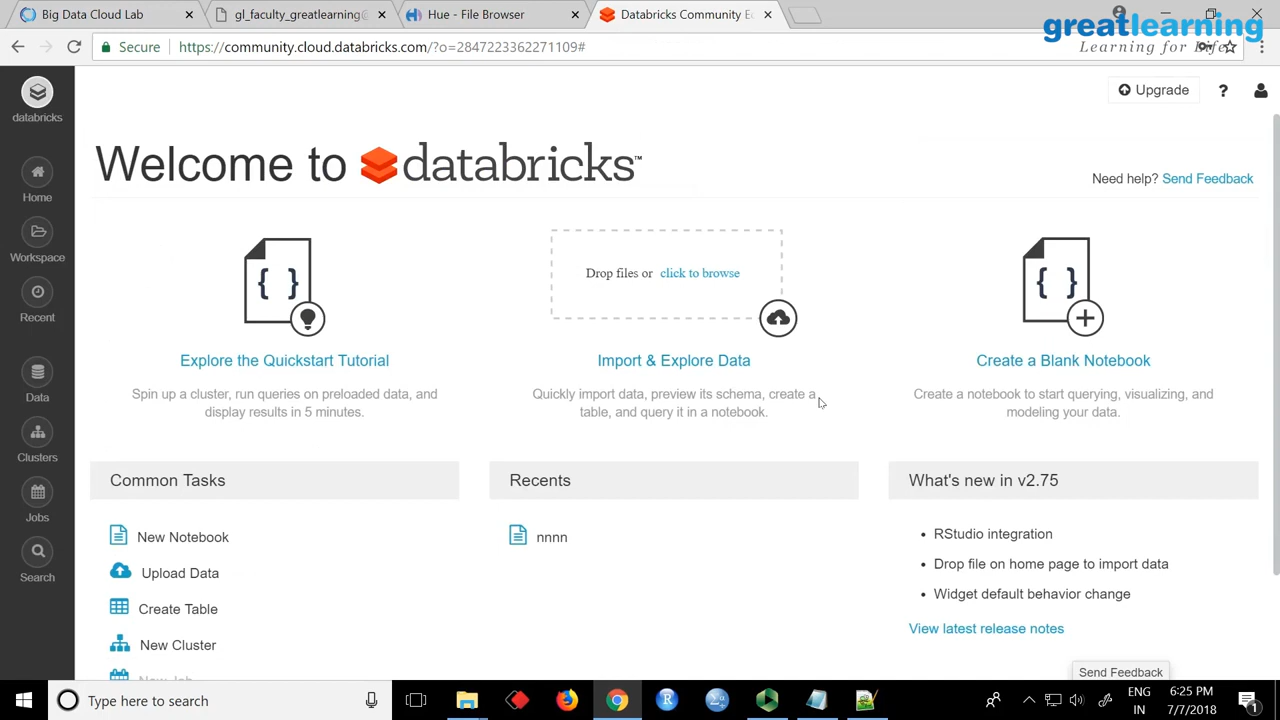 Big Data Cloud Lab
gl_faculty_greatlearning@
Hue - File Browser
Databricks Community Ec
greatlearning
Learning for Life
Secure
https://community.cloud.databricks.com/?o=2847223362271109#
Upgrade
?
databricks
Home
Workspace
Recent
Data
Clusters
Jobs
Search
Welcome to databricks™
Need help? Send Feedback
{ }
Drop files or click to browse
{ }
Explore the Quickstart Tutorial
Import & Explore Data
Create a Blank Notebook
Spin up a cluster, run queries on preloaded data, and
display results in 5 minutes.
Quickly import data, preview its schema, create a
table, and query it in a notebook.
Create a notebook to start querying, visualizing, and
modeling your data.
Common Tasks
Recents
What's new in v2.75
New Notebook
Upload Data
Create Table
New Cluster
New Job
nnnn
• RStudio integration
• Drop file on home page to import data
• Widget default behavior change
View latest release notes
Send Feedback
Type here to search
R
ENG
IN
6:25 PM
7/7/2018
1